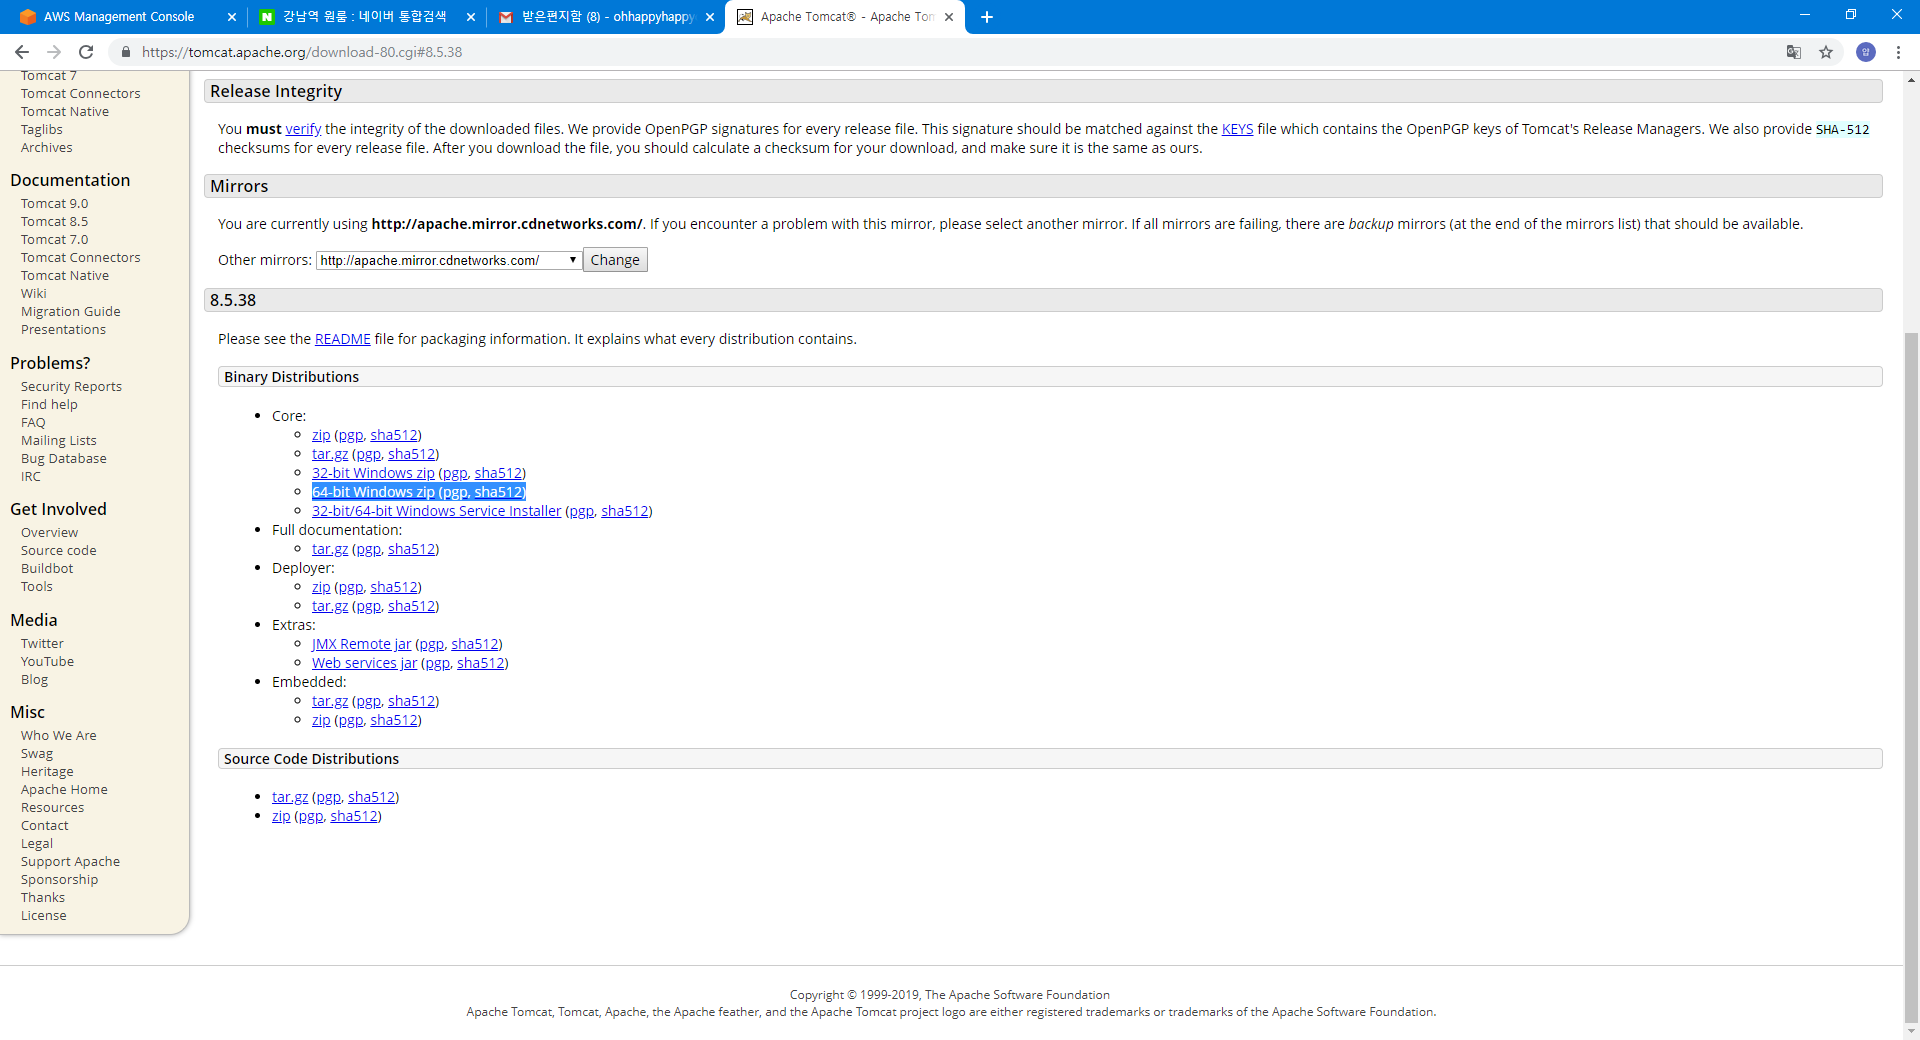 AWS Management Console
강남역 원룸 : 네이버 통합검색
받은편지함 (8) - ohhappyhappy
Apache Tomcat® - Apache Tom
https://tomcat.apache.org/download-80.cgi#8.5.38
Tomcat 7
Tomcat Connectors
Tomcat Native
Taglibs
Archives
Documentation
Tomcat 9.0
Tomcat 8.5
Tomcat 7.0
Tomcat Connectors
Tomcat Native
Wiki
Migration Guide
Presentations
Problems?
Security Reports
Find help
FAQ
Mailing Lists
Bug Database
IRC
Get Involved
Overview
Source code
Buildbot
Tools
Media
Twitter
YouTube
Blog
Misc
Who We Are
Swag
Heritage
Apache Home
Resources
Contact
Legal
Support Apache
Sponsorship
Thanks
License
Release Integrity
You must verify the integrity of the downloaded files. We provide OpenPGP signatures for every release file. This signature should be matched against the KEYS file which contains the OpenPGP keys of Tomcat's Release Managers. We also provide SHA-512
checksums for every release file. After you download the file, you should calculate a checksum for your download, and make sure it is the same as ours.
Mirrors
You are currently using http://apache.mirror.cdnetworks.com/. If you encounter a problem with this mirror, please select another mirror. If all mirrors are failing, there are backup mirrors (at the end of the mirrors list) that should be available.
Other mirrors: http://apache.mirror.cdnetworks.com/ Change
8.5.38
Please see the README file for packaging information. It explains what every distribution contains.
Binary Distributions
Core:
zip (pgp, sha512)
tar.gz (pgp, sha512)
32-bit Windows zip (pgp, sha512)
64-bit Windows zip (pgp, sha512)
32-bit/64-bit Windows Service Installer (pgp, sha512)
Full documentation:
tar.gz (pgp, sha512)
Deployer:
zip (pgp, sha512)
tar.gz (pgp, sha512)
Extras:
JMX Remote jar (pgp, sha512)
Web services jar (pgp, sha512)
Embedded:
tar.gz (pgp, sha512)
zip (pgp, sha512)
Source Code Distributions
tar.gz (pgp, sha512)
zip (pgp, sha512)
Copyright © 1999-2019, The Apache Software Foundation
Apache Tomcat, Tomcat, Apache, the Apache feather, and the Apache Tomcat project logo are either registered trademarks or trademarks of the Apache Software Foundation.